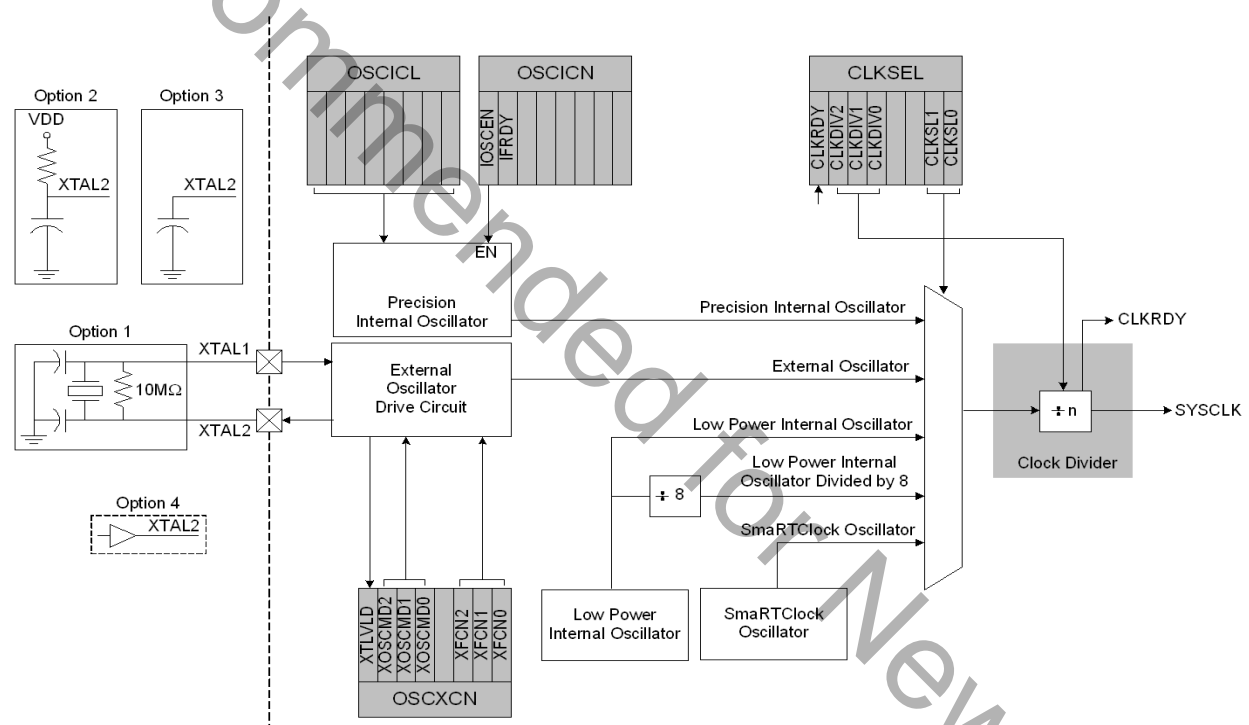 ommended for New
OSCICL
OSCICN
CLKSEL
Option 2
Option 3
VDD
XTAL2
XTAL2
IOSCEN
IFRDY
CLKRDY
CLKDIV2
CLKDIV1
CLKDIV0
CLKSL1
CLKSL0
EN
Precision
Internal Oscillator
Precision Internal Oscillator
CLKRDY
Option 1
XTAL1
10MΩ
XTAL2
External
Oscillator
Drive Circuit
External Oscillator
÷ n
SYSCLK
Clock Divider
Low Power Internal Oscillator
Low Power Internal
Oscillator Divided by 8
÷ 8
SmaRTClock Oscillator
Option 4
XTAL2
XTLVLD
XOSCMD2
XOSCMD1
XOSCMD0
XFCN2
XFCN1
XFCN0
OSCXCN
Low Power
Internal Oscillator
SmaRTClock
Oscillator